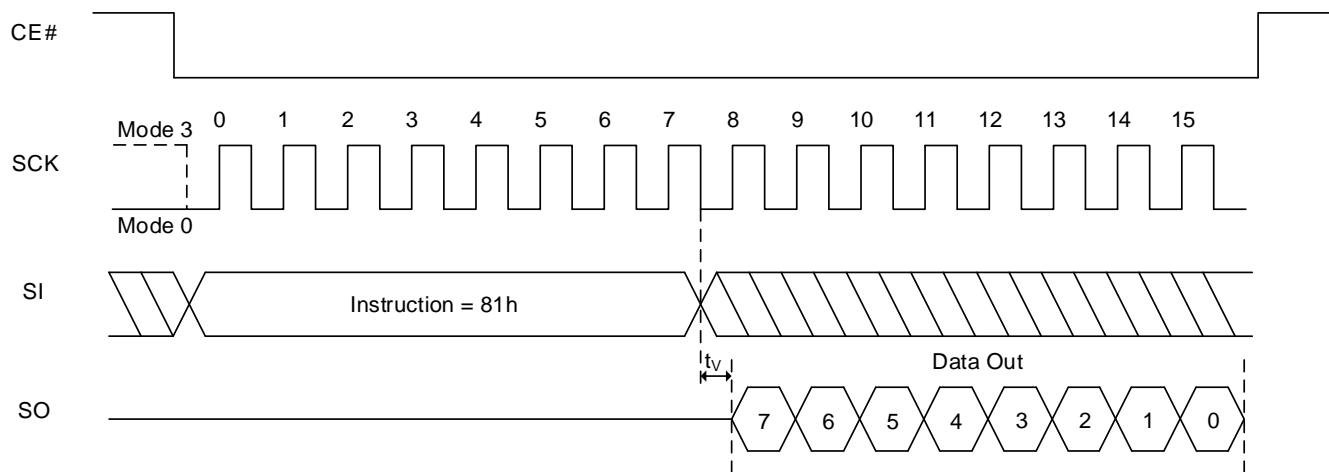 CE#
0 1 2 3 4 5 6 7 8 9 10 11 12 13 14 15
Mode 3
SCK
Mode 0
SI
Instruction = 81h
tV
Data Out
SO
7 6 5 4 3 2 1 0